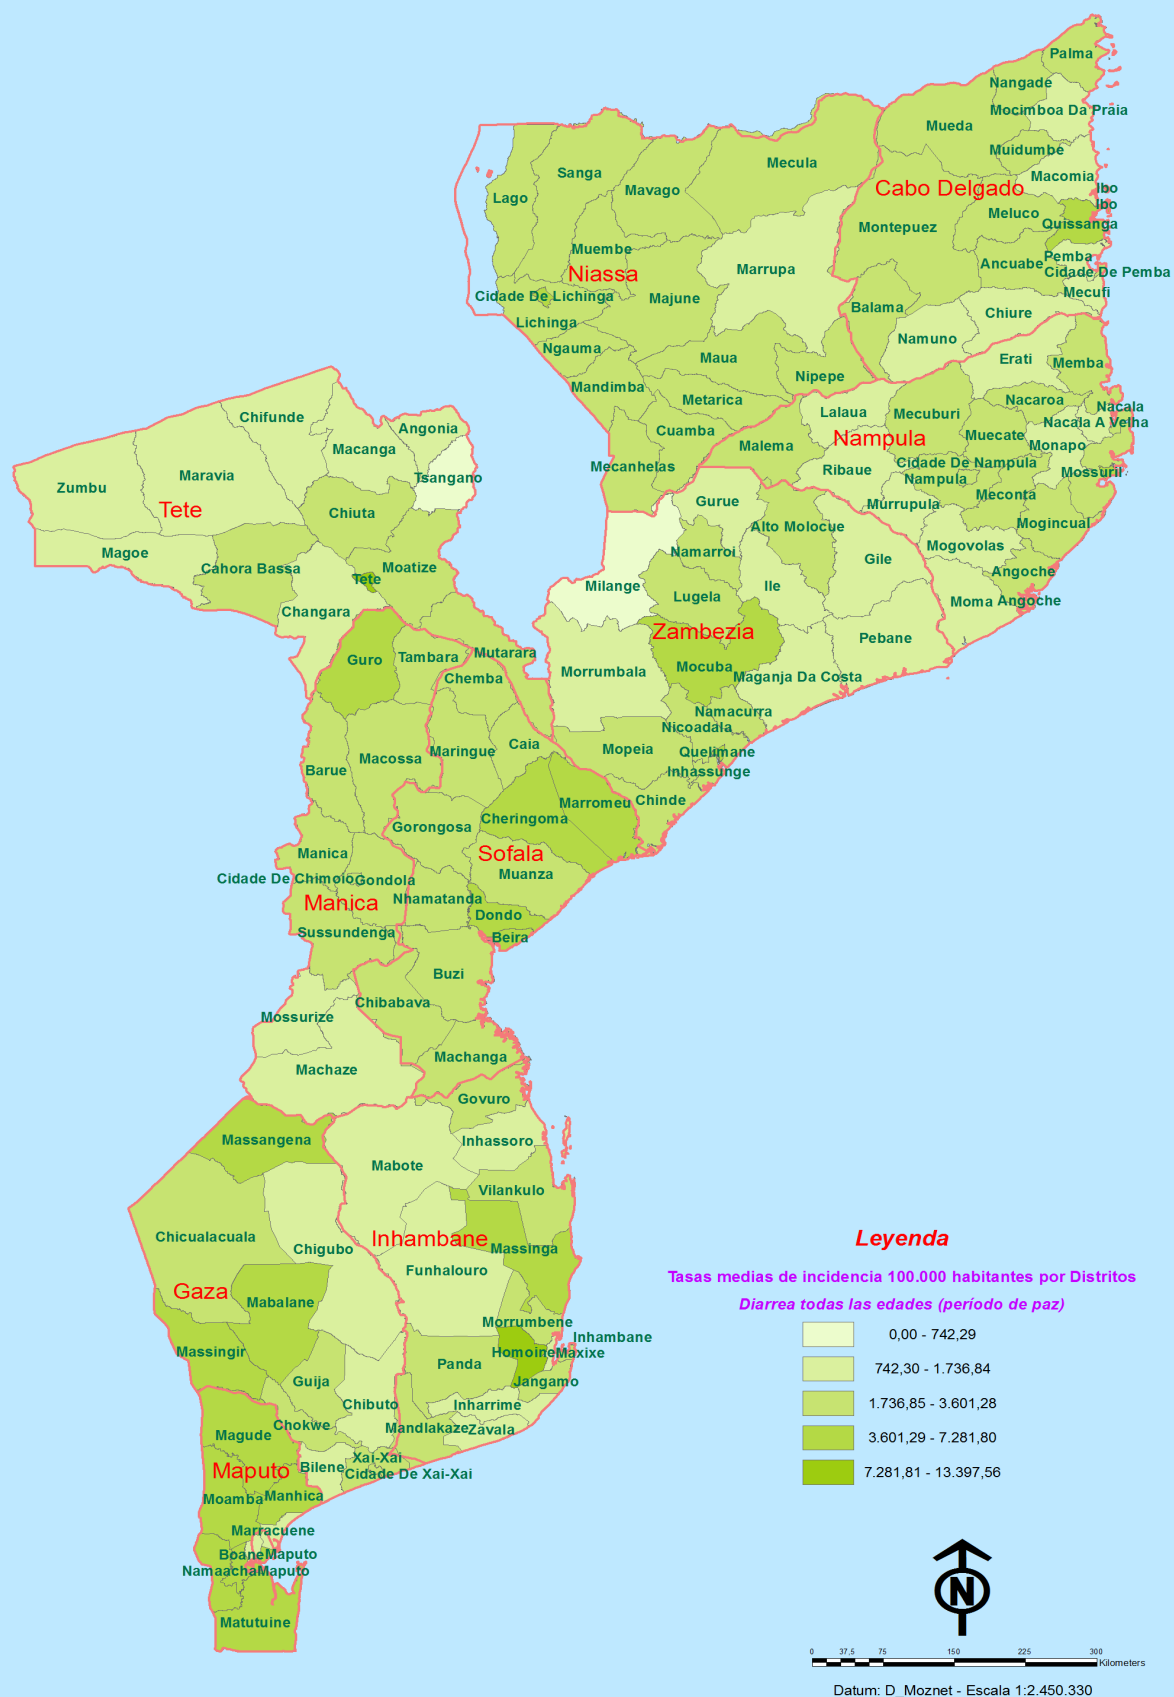 Palma
Nangade
Mocimboa Da Praia
Mueda
Muidumbe
Mecula
Sanga
Macomia
Cabo Delgado
Ibo
Mavago
Lago
Ibo
Meluco
Quissanga
Montepuez
Muembe
Pemba
Ancuabe
Marrupa
Cidade De Pemba
Niassa
Mecufi
Cidade De Lichinga
Majune
Balama
Chiure
Lichinga
Namuno
Ngauma
Maua
Erati
Memba
Nipepe
Mandimba
Metarica
Nacaroa
Nacala
Lalaua
Mecuburi
Chifunde
Nacala A Velha
Angonia
Cuamba
Muecate
Nampula
Malema
Monapo
Macanga
Cidade De Nampula
Mecanhelas
Ribaue
Mossuril
Maravia
Tsangano
Nampula
Zumbu
Meconta
Gurue
Murrupula
Tete
Chiuta
Mogincual
Alto Molocue
Mogovolas
Magoe
Namarroi
Gile
Cahora Bassa
Moatize
Angoche
Tete
Milange
Ile
Lugela
Moma
Angoche
Changara
Zambezia
Pebane
Mutarara
Tambara
Guro
Mocuba
Morrumbala
Maganja Da Costa
Chemba
Namacurra
Nicoadala
Caia
Mopeia
Maringue
Quelimane
Macossa
Barue
Inhassunge
Chinde
Marromeu
Cheringoma
Gorongosa
Manica
Sofala
Muanza
Cidade De Chimoio
Gondola
Nhamatanda
Manica
Dondo
Sussundenga
Beira
Buzi
Chibabava
Mossurize
Machanga
Machaze
Govuro
Massangena
Inhassoro
Mabote
Vilankulo
Chicualacuala
Inhambane
Chigubo
Massinga
Funhalouro
Gaza
Mabalane
Morrumbene
Inhambane
Massingir
Homoine
Maxixe
Panda
Guija
Jangamo
Chibuto
Inharrime
Chokwe
Mandlakaze
Zavala
Magude
Xai-Xai
Bilene
Maputo
Cidade De Xai-Xai
Moamba
Manhica
Marracuene
Boane
Maputo
Namaacha
Maputo
Matutuine
Leyenda
Tasas medias de incidencia 100.000 habitantes por Distritos
Diarrea todas las edades (período de paz)
0,00 - 742,29
742,30 - 1.736,84
1.736,85 - 3.601,28
3.601,29 - 7.281,80
7.281,81 - 13.397,56
N
0 37,5 75 150 225 300
Kilometers
Datum: D_Moznet - Escala 1:2.450.330